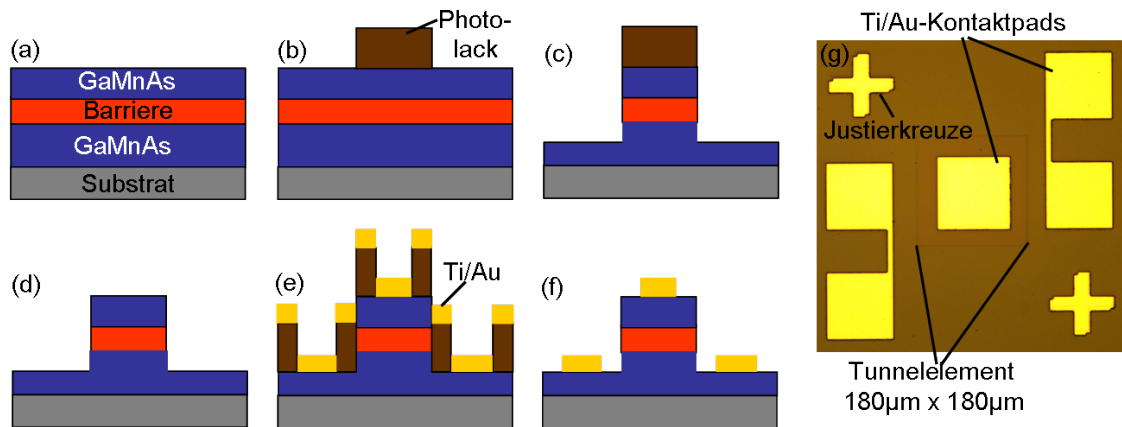 (a)
GaMnAs
Barriere
GaMnAs
Substrat
(b)
Photo-
lack
(c)
(d)
(e)
Ti/Au
(f)
Ti/Au-Kontaktpads
(g)
Justierkreuze
Tunnelelement
180µm x 180µm